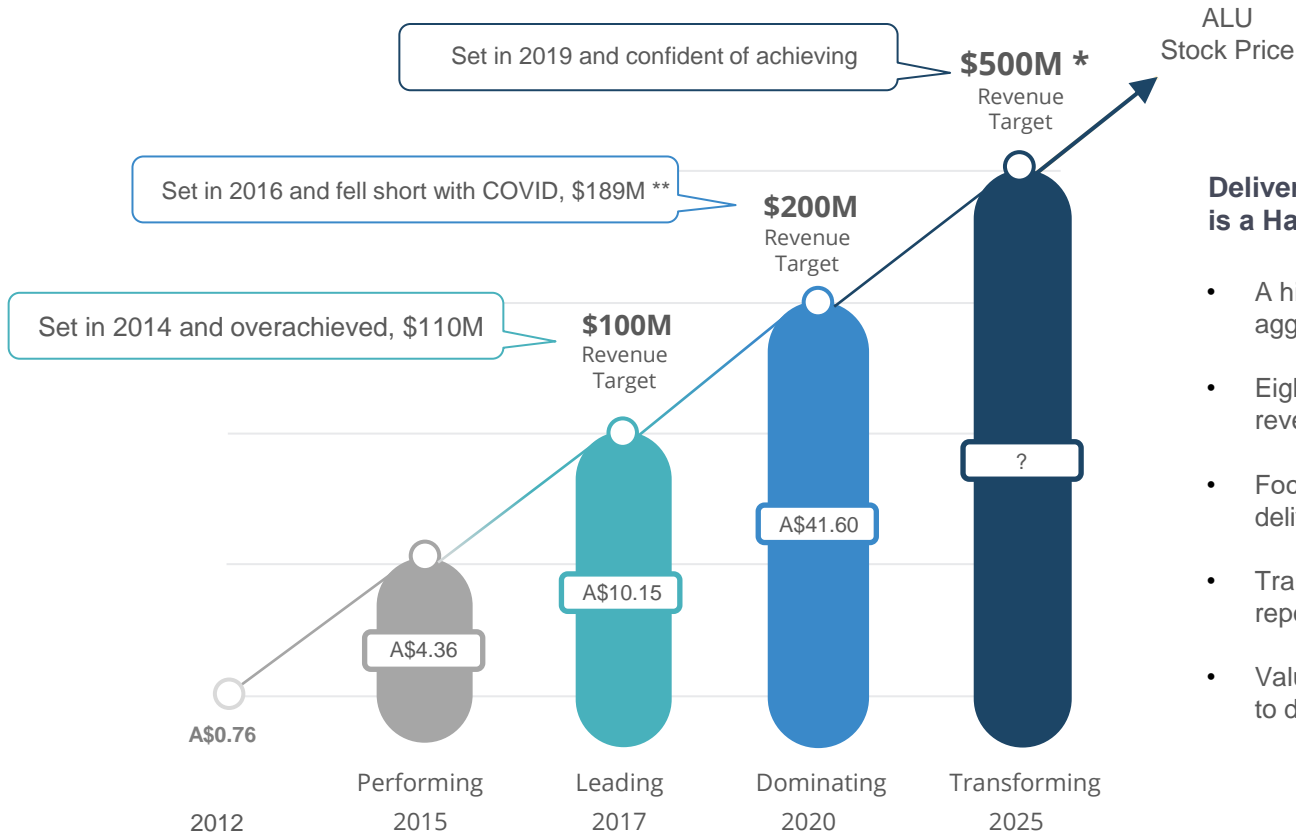 ALU
Stock Price
Set in 2019 and confident of achieving
$500M *
Revenue
Target
Set in 2016 and fell short with COVID, $189M **
$200M
Revenue
Target
Set in 2014 and overachieved, $110M
$100M
Revenue
Target
?
A$41.60
A$10.15
A$4.36
A$0.76
Performing
Leading
Dominating
Transforming
2012
2015
2017
2020
2025
is a
•
A
•
•
•
•
to